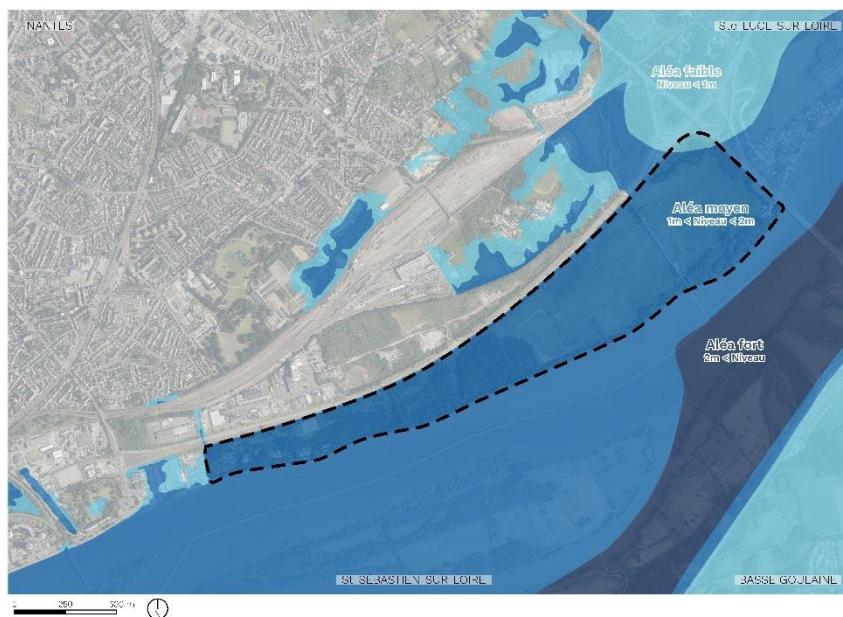 NANTES
Ste LUCE SUR LOIRE
Aléa faible
Niveau < 1m
Aléa moyen
1m < Niveau < 2m
Aléa fort
2m < Niveau
St SEBASTIEN SUR LOIRE
BASSE GOULAINE
0 250 500 m